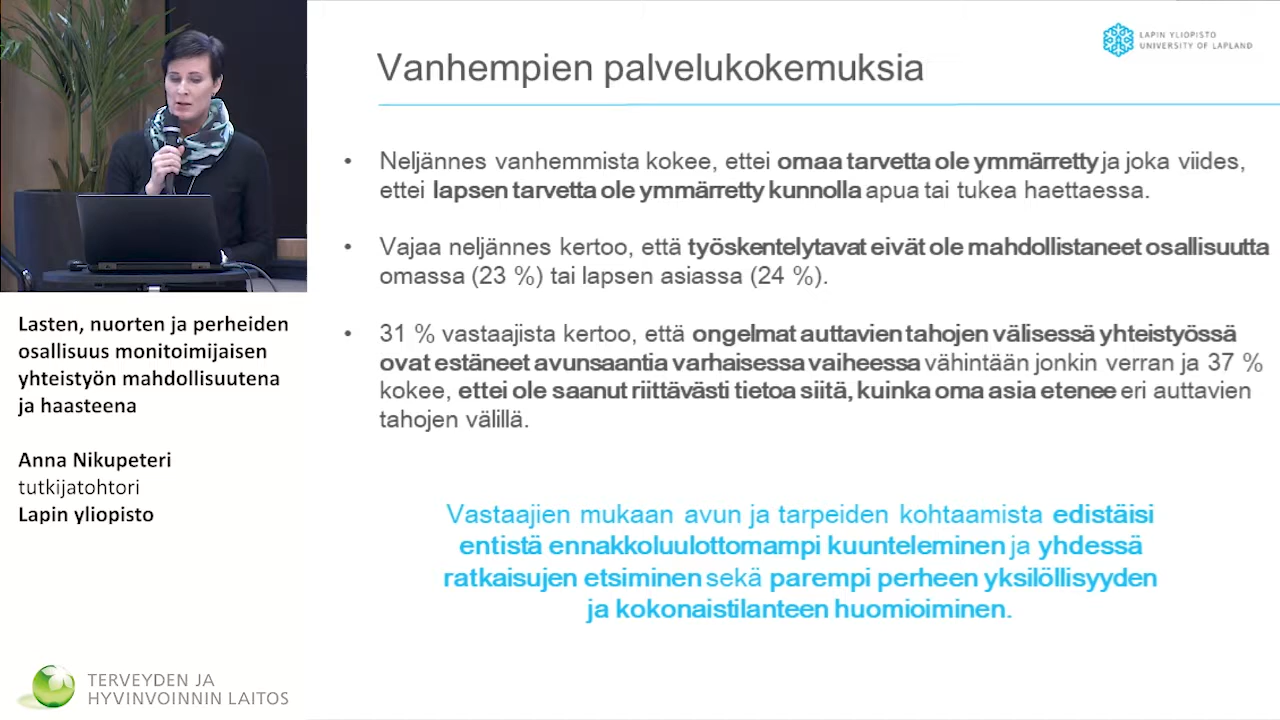 LAPIN YLIOPISTO
UNIVERSITY OF LAPLAND
Vanhempien palvelukokemuksia
• Neljännes vanhemmista kokee, ettei omaa tarvetta ole ymmärretty ja joka viides,
ettei lapsen tarvetta ole ymmärretty kunnolla apua tai tukea haettaessa.
• Vajaa neljännes kertoo, että työskentelytavat eivät ole mahdollistaneet osallisuutta
omassa (23 %) tai lapsen asiassa (24 %).
• 31 % vastaajista kertoo, että ongelmat auttavien tahojen välisessä yhteistyössä
ovat estäneet avunsaantia varhaisessa vaiheessa vähintään jonkin verran ja 37 %
kokee, ettei ole saanut riittävästi tietoa siitä, kuinka oma asia etenee eri auttavien
tahojen välillä.
Vastaajien mukaan avun ja tarpeiden kohtaamista edistäisi
entistä ennakkoluulottomampi kuunteleminen ja yhdessä
ratkaisujen etsiminen sekä parempi perheen yksilöllisyyden
ja kokonaistilanteen huomioiminen.
Lasten, nuorten ja perheiden
osallisuus monitoimijaisen
yhteistyön mahdollisuutena
ja haasteena
Anna Nikupeteri
tutkijatohtori
Lapin yliopisto
TERVEYDEN JA
HYVINVOINNIN LAITOS